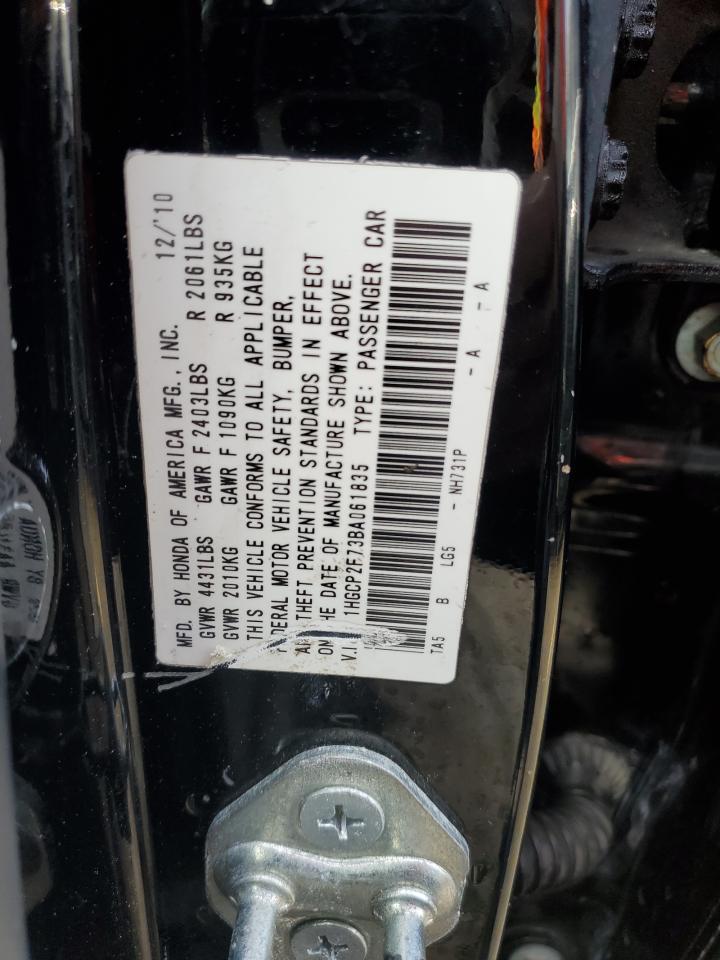 MFD. BY HONDA OF AMERICA MFG., INC. 12/'10
GVWR 4431LBS GAWR F 2403LBS R 2061LBS
GVWR 2010KG GAWR F 1090KG R 935KG
THIS VEHICLE CONFORMS TO ALL APPLICABLE
FEDERAL MOTOR VEHICLE SAFETY, BUMPER,
THEFT PREVENTION STANDARDS IN EFFECT
ON THE DATE OF MANUFACTURE SHOWN ABOVE.
V.I. 1HGCP2F73BA061835 TYPE: PASSENGER CAR
TA5 B LG5 - NH731P - A - A